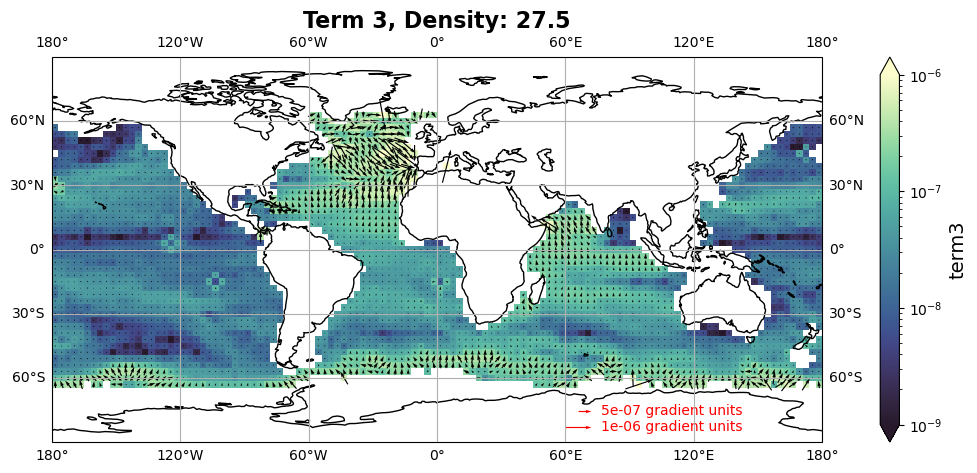 Term 3, Density: 27.5
180° 120°W 60°W 0° 60°E 120°E 180°
60°N 60°N
30°N 30°N
0° 0°
30°S 30°S
60°S 60°S
5e-07 gradient units
1e-06 gradient units
180° 120°W 60°W 0° 60°E 120°E 180°
10⁻⁶
10⁻⁷
10⁻⁸
10⁻⁹
term3